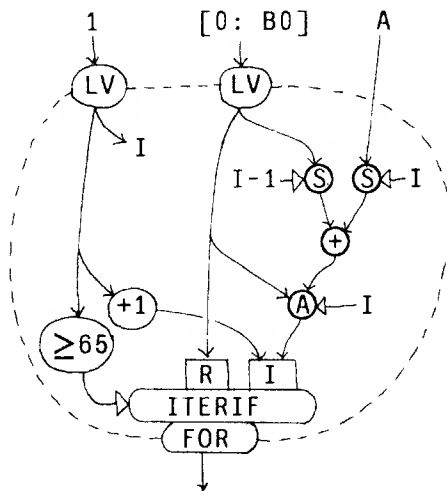 1 [0: B0] A
LV LV
I
I-1 S S I
+
+1 A I
≥65
R I
ITERIF
FOR